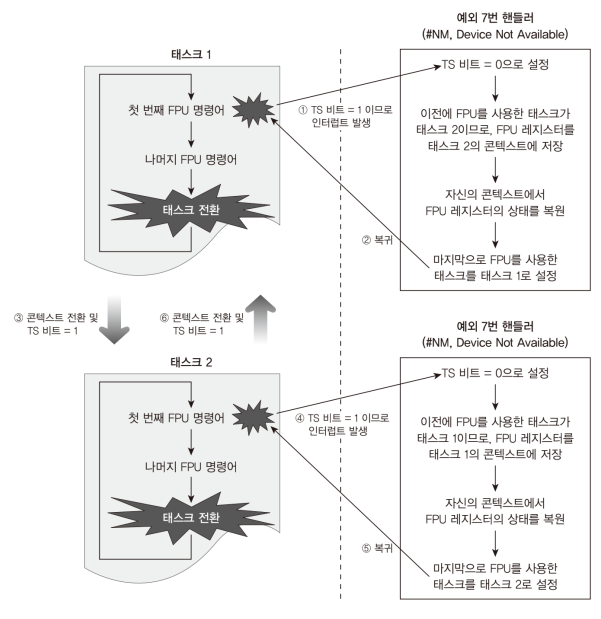 예외 7번 핸들러
(#NM, Device Not Available)
태스크 1
TS 비트 = 0으로 설정
첫 번째 FPU 명령어
① TS 비트 = 1 이므로
인터럽트 발생
이전에 FPU를 사용한 태스크가
태스크 2이므로, FPU 레지스터를
태스크 2의 콘텍스트에 저장
나머지 FPU 명령어
자신의 콘텍스트에서
FPU 레지스터의 상태를 복원
태스크 전환
② 복귀
마지막으로 FPU를 사용한
태스크를 태스크 1로 설정
③ 콘텍스트 전환 및
TS 비트 = 1
⑥ 콘텍스트 전환 및
TS 비트 = 1
예외 7번 핸들러
(#NM, Device Not Available)
태스크 2
TS 비트 = 0으로 설정
첫 번째 FPU 명령어
④ TS 비트 = 1 이므로
인터럽트 발생
이전에 FPU를 사용한 태스크가
태스크 1이므로, FPU 레지스터를
태스크 1의 콘텍스트에 저장
나머지 FPU 명령어
자신의 콘텍스트에서
FPU 레지스터의 상태를 복원
태스크 전환
⑤ 복귀
마지막으로 FPU를 사용한
태스크를 태스크 2로 설정